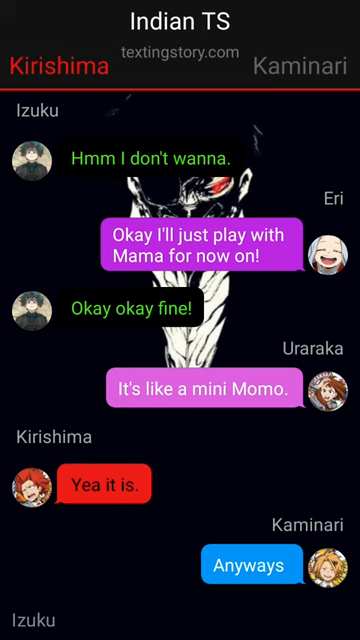 Indian TS
textingstory.com
Kirishima
Kaminari
Izuku
Hmm I don't wanna.
Eri
Okay I'll just play with
Mama for now on!
Okay okay fine!
Uraraka
It's like a mini Momo.
Kirishima
Yea it is.
Kaminari
Anyways
Izuku